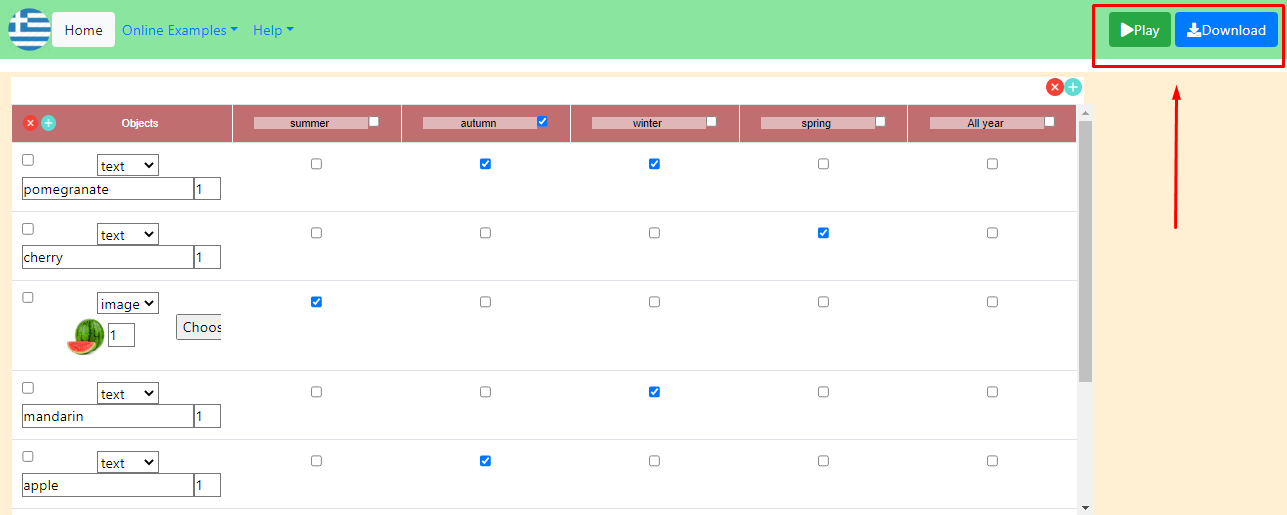 Home Online Examples Help Play Download
Objects summer autumn winter spring All year
text
pomegranate 1
text
cherry 1
image
1 Choos
text
mandarin 1
text
apple 1